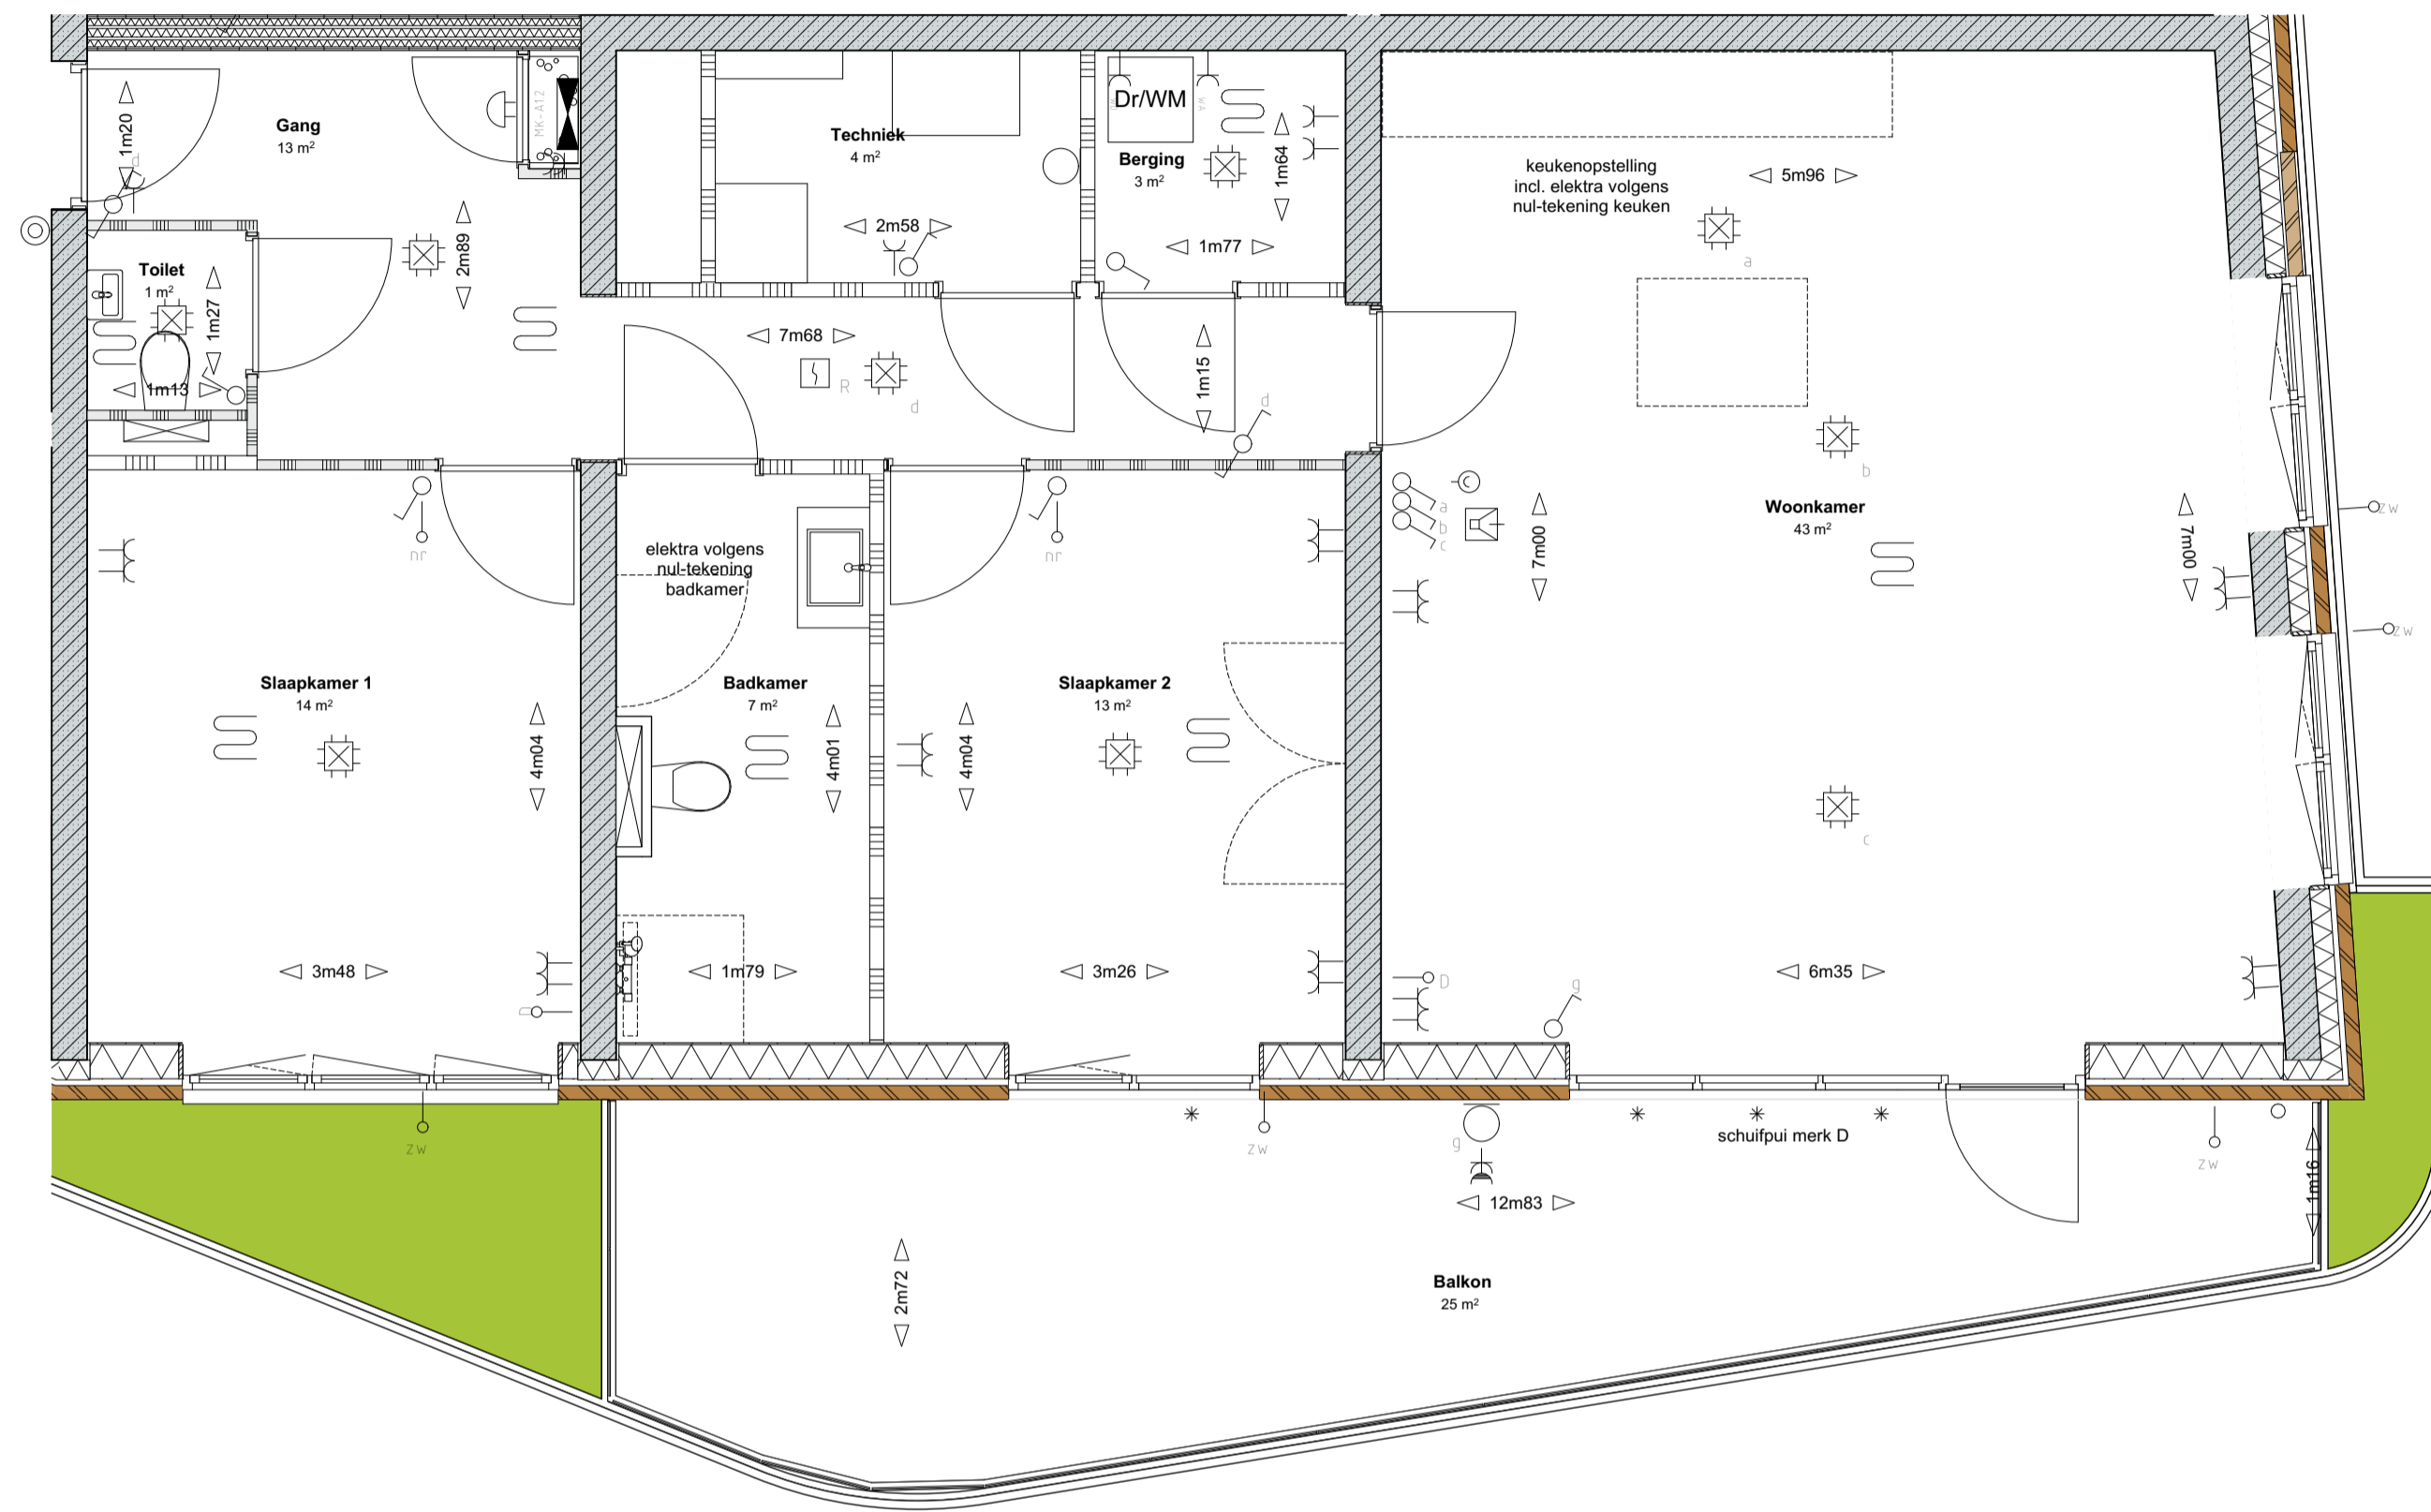 Gang
13 m²
1m20
d
MK-A12
2m89
Toilet
1 m²
1m27
1m13
Techniek
4 m²
2m58
Dr/WM
WA
Berging
3 m²
1m64
1m77
7m68
R
d
1m15
d
keukenopstelling
incl. elektra volgens
nul-tekening keuken
5m96
a
b
Woonkamer
43 m²
a
b
c
7m00
7m00
zw
zw
c
6m35
D
g
nr
Slaapkamer 1
14 m²
4m04
3m48
D
elektra volgens
nul-tekening
badkamer
Badkamer
7 m²
4m01
1m79
nr
Slaapkamer 2
13 m²
4m04
3m26
zw
zw
g
schuifpui merk D
zw
1m16
12m83
2m72
Balkon
25 m²